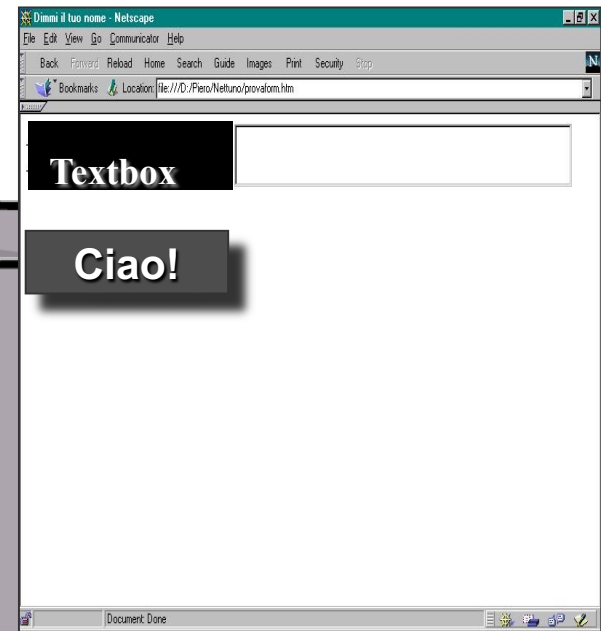 Dimmi il tuo nome - Netscape
File Edit View Go Communicator Help
Back Forward Reload Home Search Guide Images Print Security Stop
N
Bookmarks Location: file:///D:/Piero/Nettuno/provaform.htm
Textbox
Ciao!
Document: Done